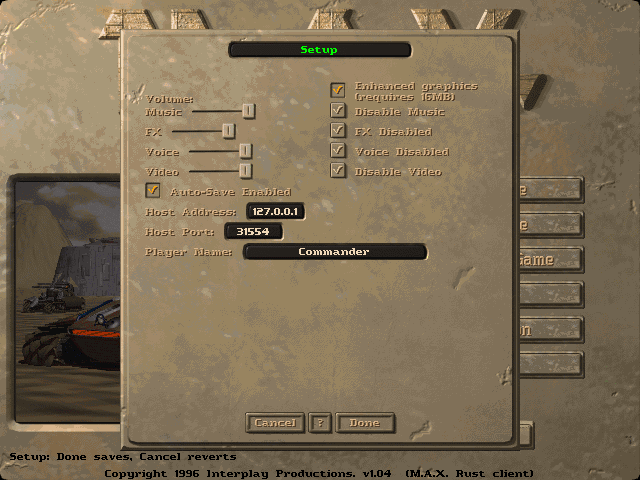 Setup
Enhanced graphics
(requires 16MB)
Volume:
Music
Disable Music
FX
FX Disabled
Voice
Voice Disabled
Video
Disable Video
Auto-Save Enabled
Host Address: 127.0.0.1
Host Port: 31554
Player Name: Commander
Game
n
Cancel ? Done
Setup: Done saves, Cancel reverts
Copyright 1996 Interplay Productions. v1.04 (M.A.X. Rust client)